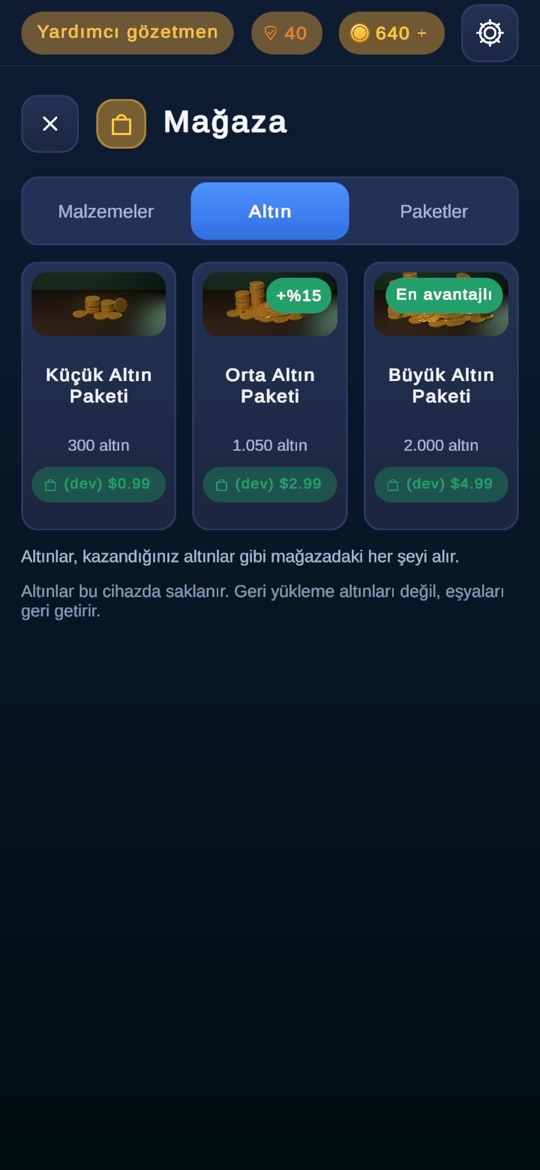 Yardımcı gözetmen
40
640 +
Mağaza
Malzemeler
Altın
Paketler
+%15
En avantajlı
Küçük Altın
Paketi
Orta Altın
Paketi
Büyük Altın
Paketi
300 altın
1.050 altın
2.000 altın
(dev) $0.99
(dev) $2.99
(dev) $4.99
Altınlar, kazandığınız altınlar gibi mağazadaki her şeyi alır.
Altınlar bu cihazda saklanır. Geri yükleme altınları değil, eşyaları
geri getirir.